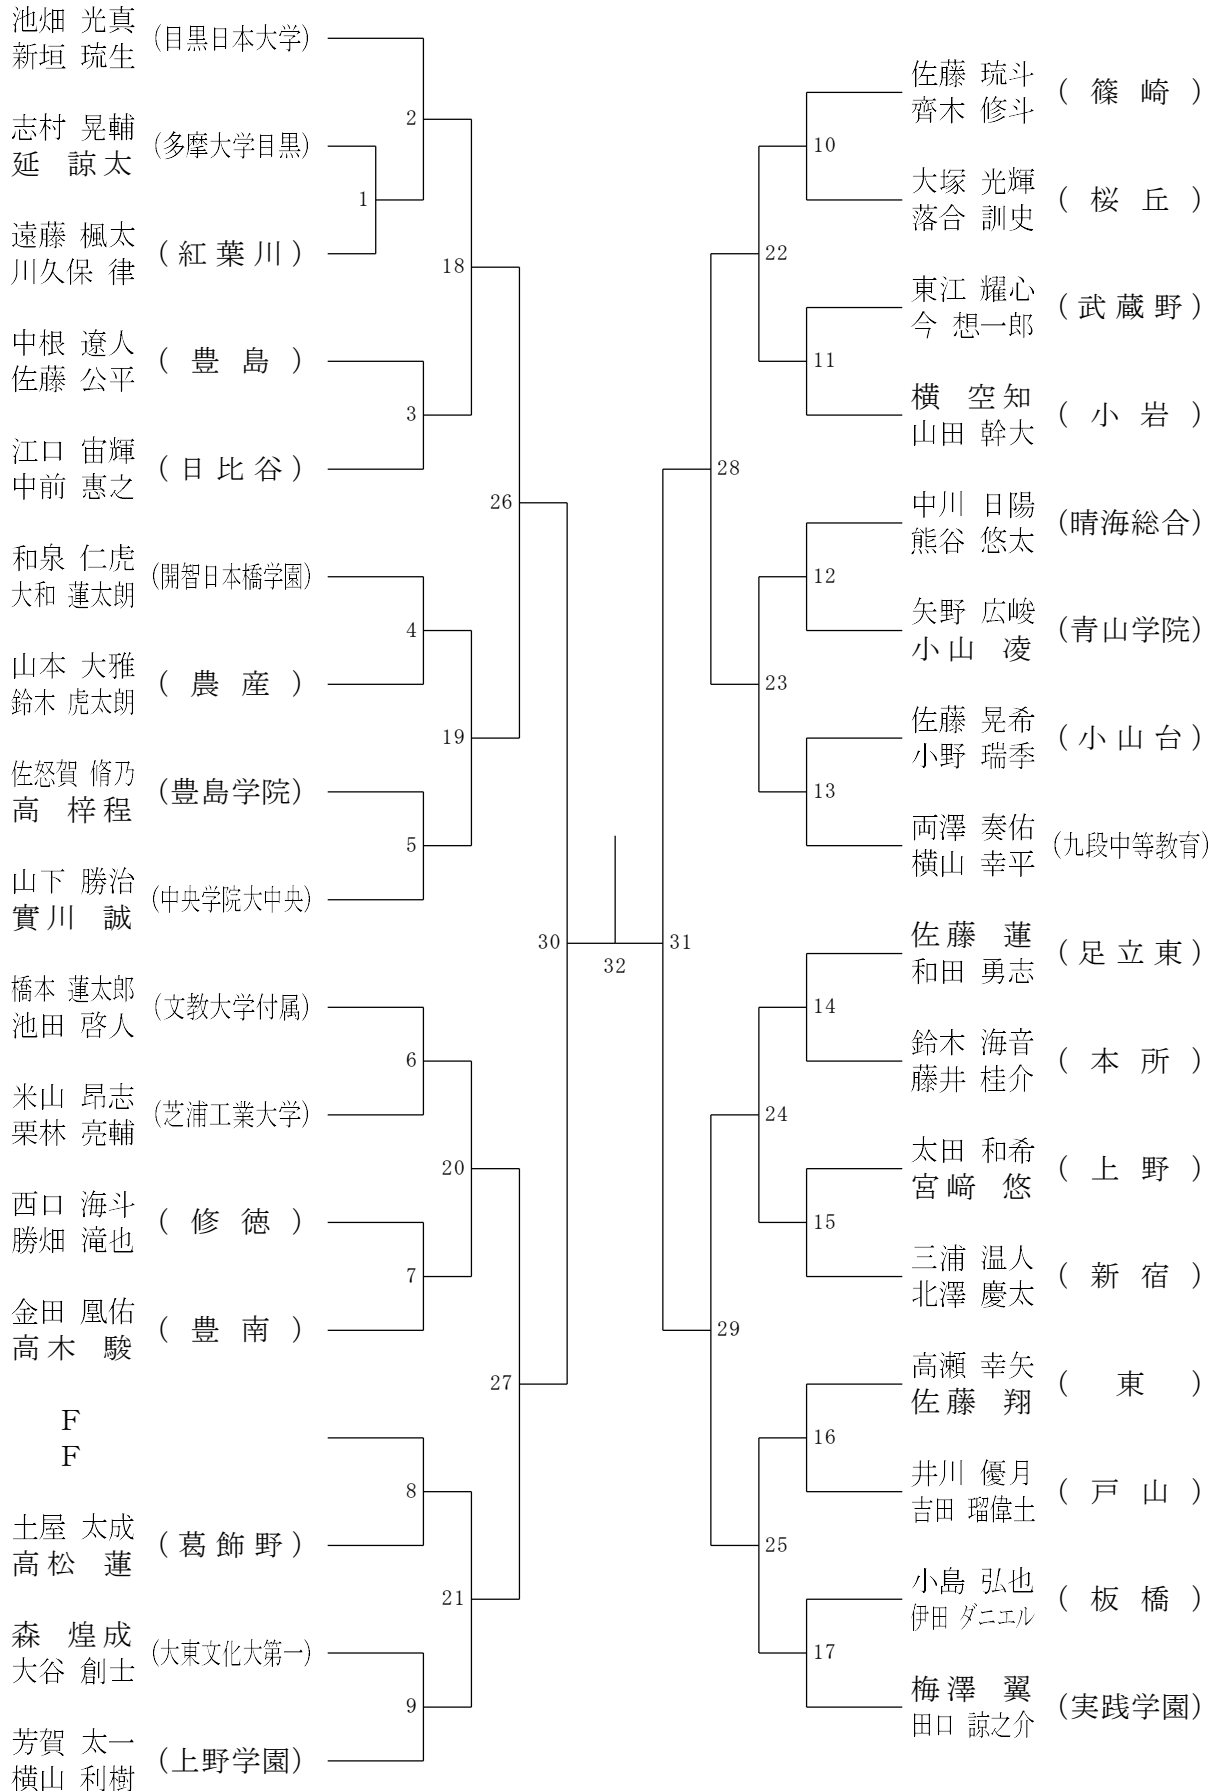 池畑 光真
新垣 琉生
(目黒日本大学)
志村 晃輔
延 諒太
(多摩大学目黒)
遠藤 楓太
川久保 律
(紅葉川)
中根 遼人
佐藤 公平
(豊島)
江口 宙輝
中前 惠之
(日比谷)
和泉 仁虎
大和 蓮太朗
(開智日本橋学園)
山本 大雅
鈴木 虎太朗
(農産)
佐怒賀 脩乃
高 梓程
(豊島学院)
山下 勝治
實川 誠
(中央学院大中央)
橋本 蓮太郎
池田 啓人
(文教大学付属)
米山 昂志
栗林 亮輔
(芝浦工業大学)
西口 海斗
勝畑 滝也
(修徳)
金田 凰佑
高木 駿
(豊南)
F
F
土屋 太成
高松 蓮
(葛飾野)
森 煌成
大谷 創士
(大東文化大第一)
芳賀 太一
横山 利樹
(上野学園)
1
2
3
4
5
6
7
8
9
18
19
20
21
26
27
30
32
31
28
29
22
23
24
25
10
11
12
13
14
15
16
17
佐藤 琉斗
齊木 修斗
(篠崎)
大塚 光輝
落合 訓史
(桜丘)
東江 耀心
今 想一郎
(武蔵野)
横 空知
山田 幹大
(小岩)
中川 日陽
熊谷 悠太
(晴海総合)
矢野 広峻
小山 凌
(青山学院)
佐藤 晃希
小野 瑞季
(小山台)
両澤 奏佑
横山 幸平
(九段中等教育)
佐藤 蓮
和田 勇志
(足立東)
鈴木 海音
藤井 桂介
(本所)
太田 和希
宮﨑 悠
(上野)
三浦 温人
北澤 慶太
(新宿)
高瀬 幸矢
佐藤 翔
(東)
井川 優月
吉田 瑠偉士
(戸山)
小島 弘也
伊田 ダニエル
(板橋)
梅澤 翼
田口 諒之介
(実践学園)